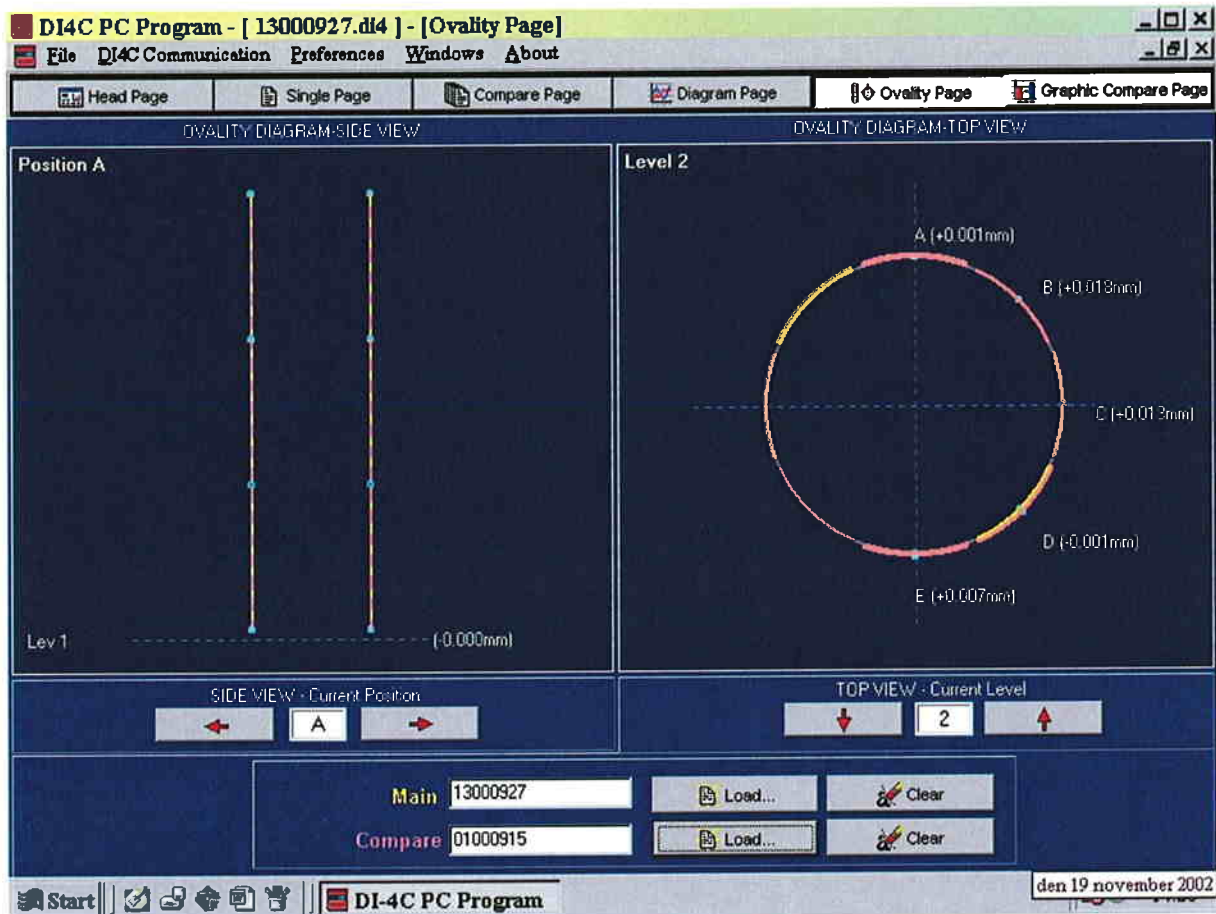 DI4C PC Program - [ 13000927.di4 ] - [Ovality Page]
File DI4C Communication Preferences Windows About
Head Page Single Page Compare Page Diagram Page Ovality Page Graphic Compare Page
OVALITY DIAGRAM-SIDE VIEW
Position A
Lev 1 (-0.000mm)
OVALITY DIAGRAM-TOP VIEW
Level 2
A (+0.001mm)
B (+0.018mm)
C (+0.013mm)
D (-0.001mm)
E (+0.007mm)
SIDE VIEW - Current Position
A
TOP VIEW - Current Level
2
Main 13000927 Load... Clear
Compare 01000915 Load... Clear
Start DI-4C PC Program
den 19 november 2002